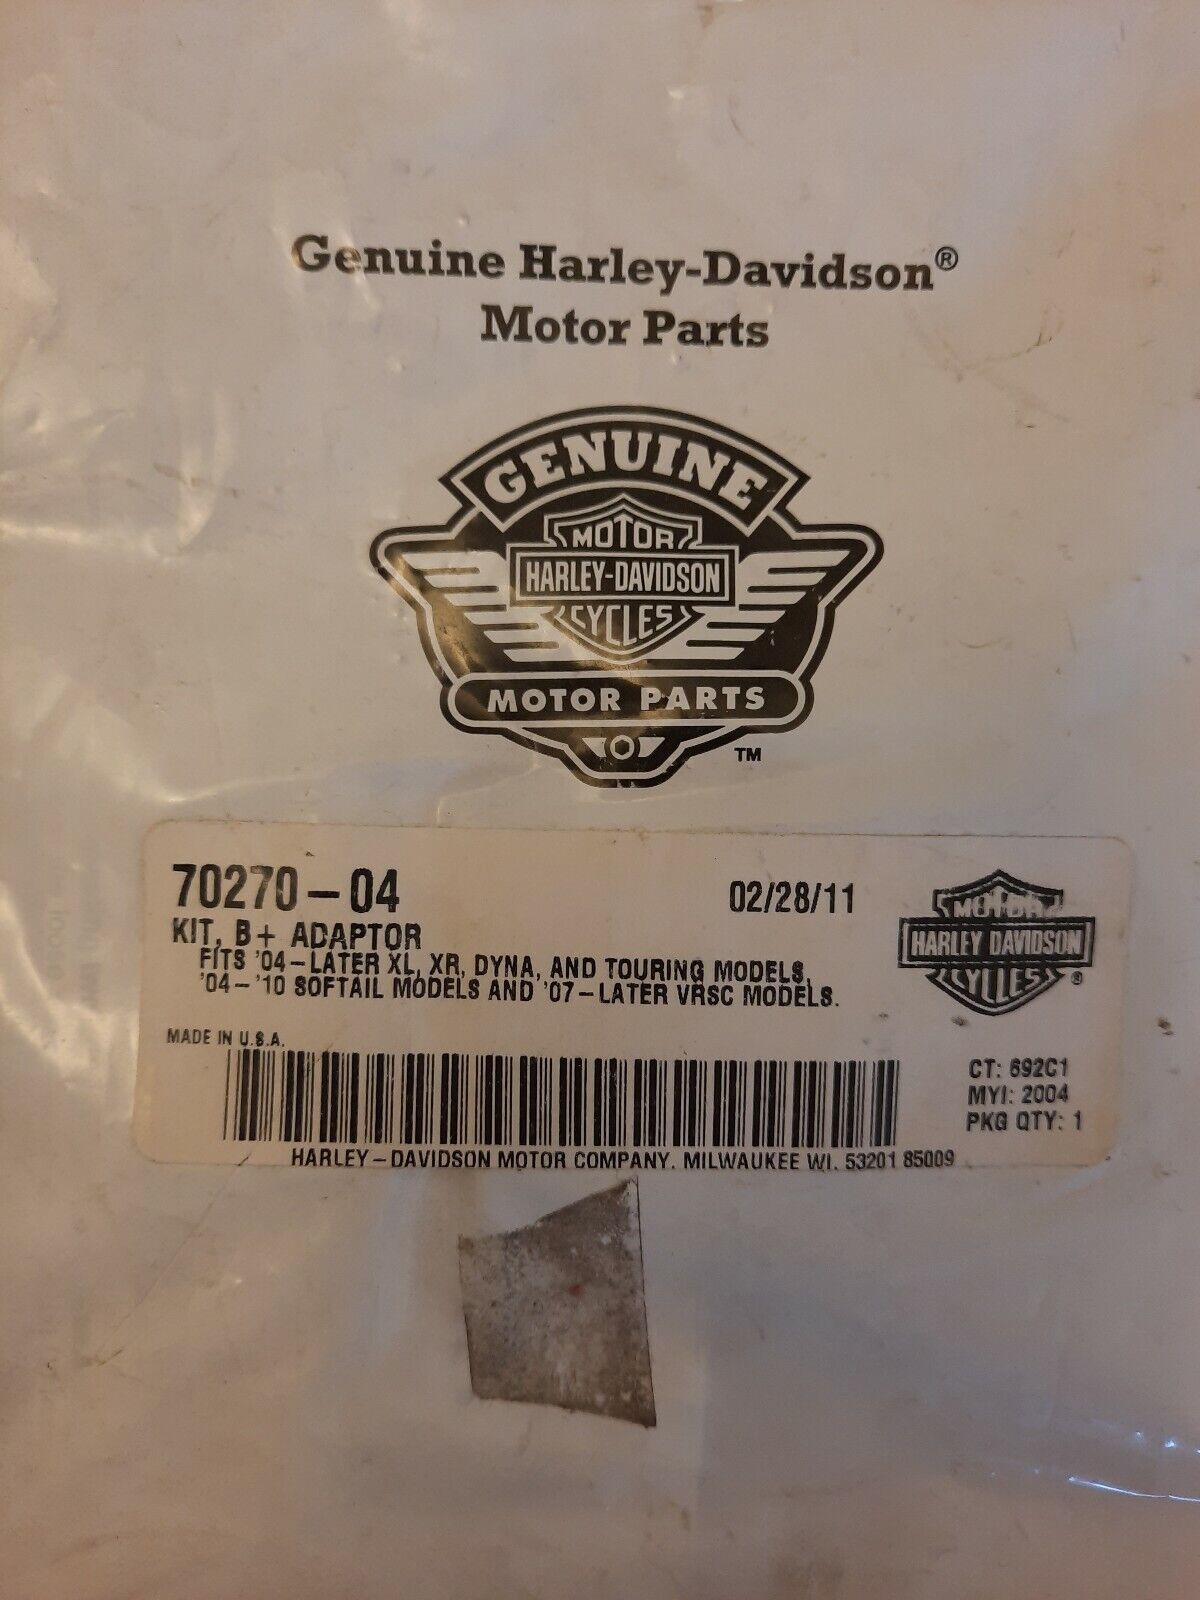 Genuine Harley-Davidson®
Motor Parts
GENUINE
MOTOR
HARLEY-DAVIDSON
CYCLES
MOTOR PARTS
TM
70270-04
02/28/11
KIT, B+ ADAPTOR
FITS '04-LATER XL, XR, DYNA, AND TOURING MODELS,
'04-'10 SOFTAIL MODELS AND '07-LATER VRSC MODELS.
MOTOR
HARLEY DAVIDSON
CYCLES
®
MADE IN U.S.A.
CT: 692C1
MYI: 2004
PKG QTY: 1
HARLEY-DAVIDSON MOTOR COMPANY. MILWAUKEE WI. 53201 85009